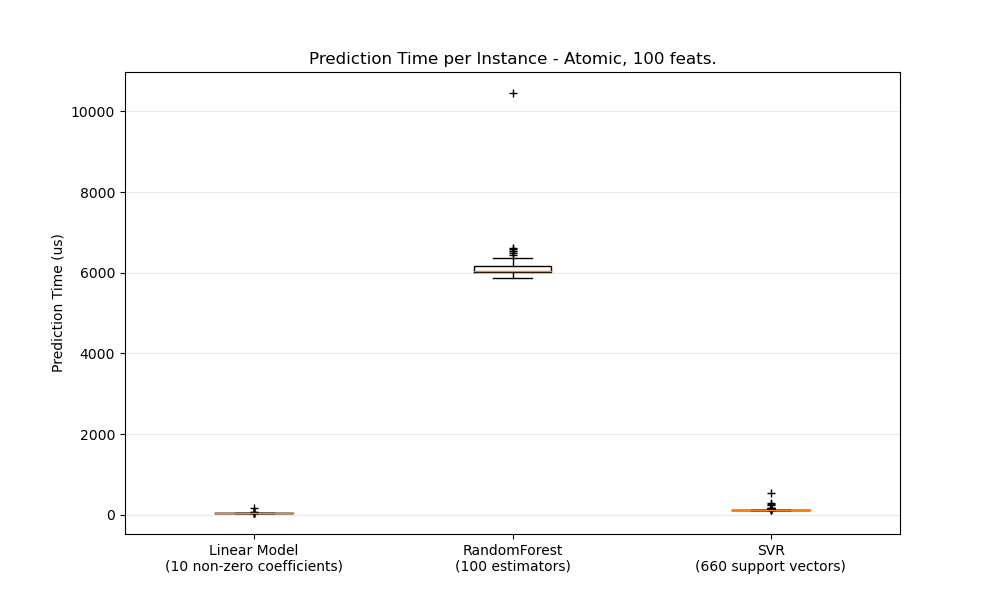 Prediction Time per Instance - Atomic, 100 feats.
Prediction Time (us)
10000
8000
6000
4000
2000
0
Linear Model
(10 non-zero coefficients)
RandomForest
(100 estimators)
SVR
(660 support vectors)